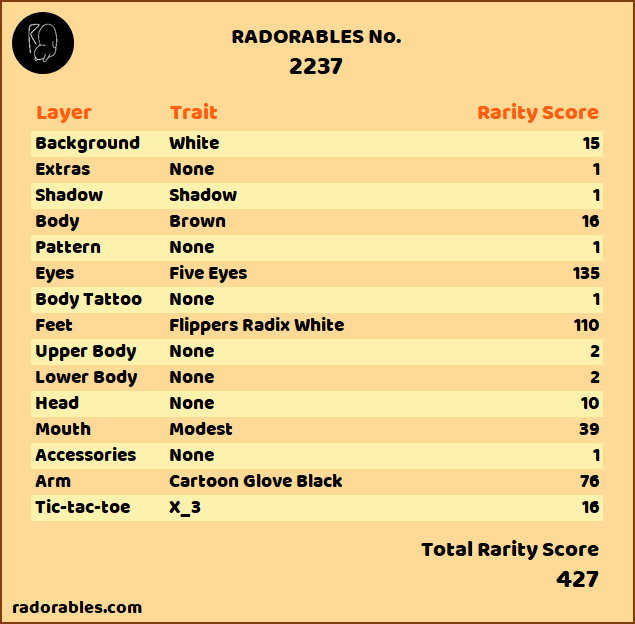 RADORABLES No.
2237
Layer Trait Rarity Score
Background White 15
Extras None 1
Shadow Shadow 1
Body Brown 16
Pattern None 1
Eyes Five Eyes 135
Body Tattoo None 1
Feet Flippers Radix White 110
Upper Body None 2
Lower Body None 2
Head None 10
Mouth Modest 39
Accessories None 1
Arm Cartoon Glove Black 76
Tic-tac-toe X_3 16
Total Rarity Score
427
radorables.com